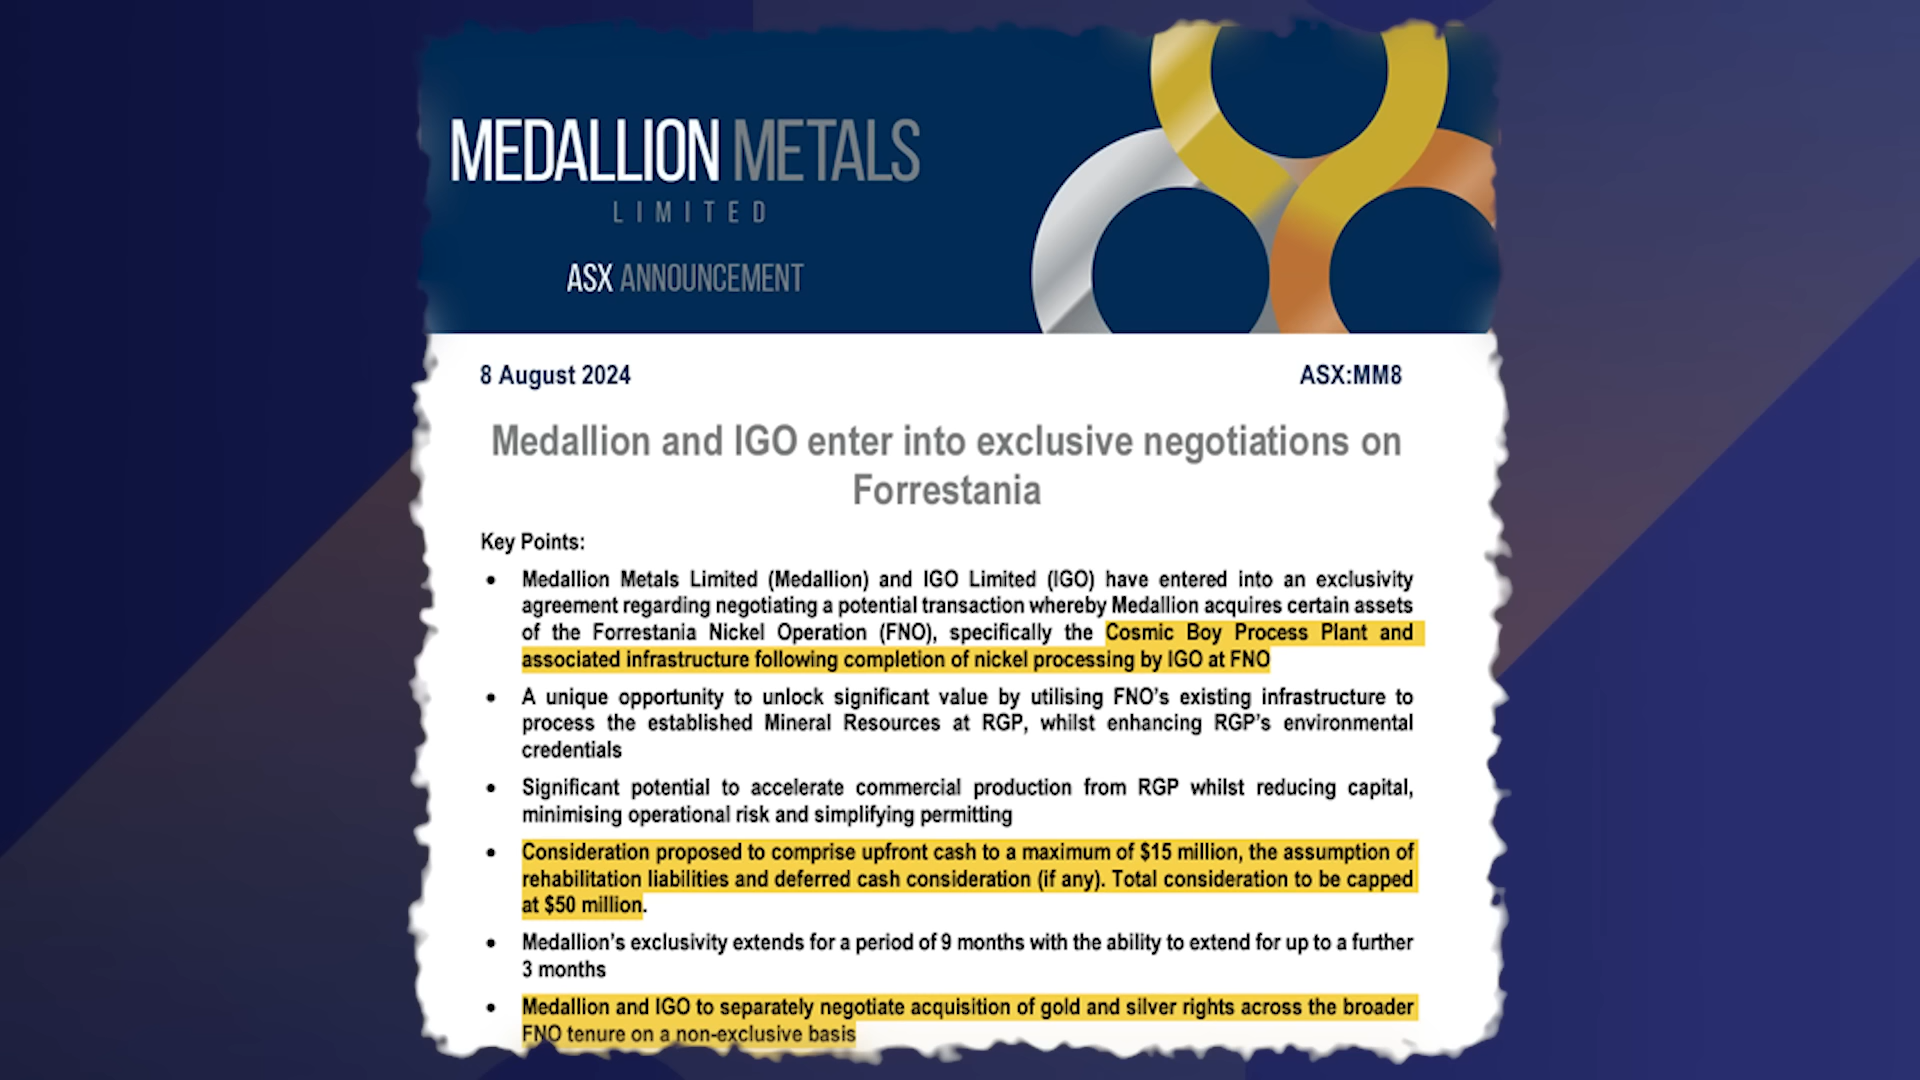 MEDALLION METALS
LIMITED
ASX ANNOUNCEMENT
8 August 2024 ASX:MM8
Medallion and IGO enter into exclusive negotiations on
Forrestania
Key Points:
• Medallion Metals Limited (Medallion) and IGO Limited (IGO) have entered into an exclusivity
agreement regarding negotiating a potential transaction whereby Medallion acquires certain assets
of the Forrestania Nickel Operation (FNO), specifically the Cosmic Boy Process Plant and
associated infrastructure following completion of nickel processing by IGO at FNO
• A unique opportunity to unlock significant value by utilising FNO's existing infrastructure to
process the established Mineral Resources at RGP, whilst enhancing RGP's environmental
credentials
• Significant potential to accelerate commercial production from RGP whilst reducing capital,
minimising operational risk and simplifying permitting
• Consideration proposed to comprise upfront cash to a maximum of $15 million, the assumption of
rehabilitation liabilities and deferred cash consideration (if any). Total consideration to be capped
at $50 million.
• Medallion's exclusivity extends for a period of 9 months with the ability to extend for up to a further
3 months
• Medallion and IGO to separately negotiate acquisition of gold and silver rights across the broader
FNO tenure on a non-exclusive basis